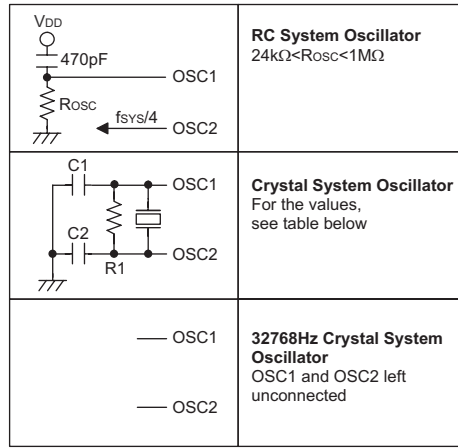 VDD
470pF
OSC1
ROSC
fSYS/4
OSC2
RC System Oscillator
24kΩ<ROSC<1MΩ
C1
OSC1
C2
OSC2
R1
Crystal System Oscillator
For the values,
see table below
OSC1
OSC2
32768Hz Crystal System
Oscillator
OSC1 and OSC2 left
unconnected